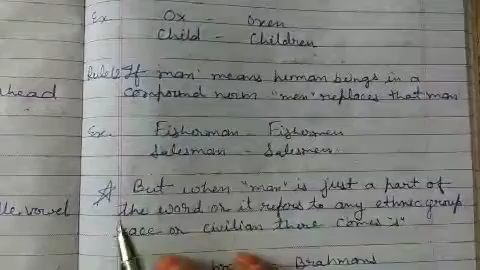 Ex Ox - Oxen
Child - Children
Rule 6 If "man" means human beings in a
ahead
compound noun "men" replaces that man
Ex. Fisherman - Fishermen
Salesman - Salesmen
But when "man" is just a part of
vowel
the word or it refers to any ethnic group
race or civilian there comes "s"
- Brahmans